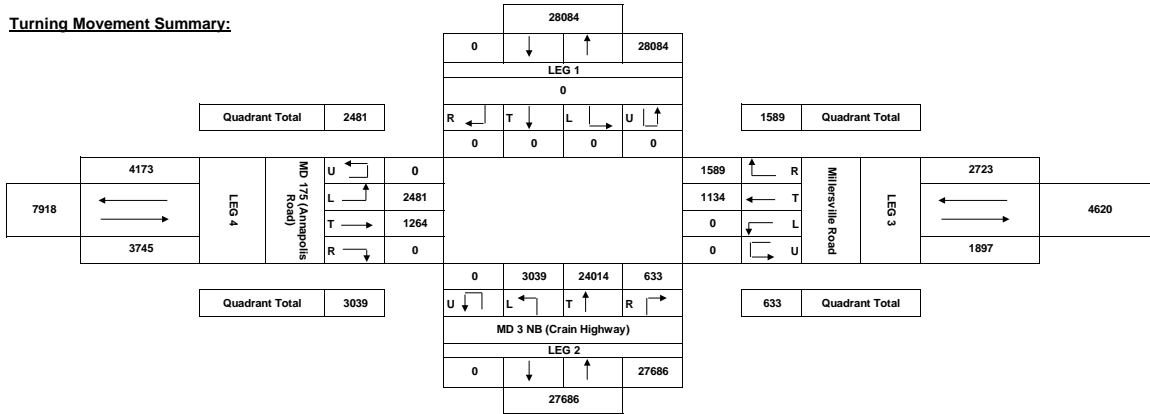 Turning Movement Summary:
28084
0 28084
LEG 1
0
Quadrant Total 2481
R T L U
1589 Quadrant Total
0 0 0 0
4173
7918
3745
LEG 4
MD 175 (Annapolis
Road)
U 0
L 2481
T 1264
R 0
1589 R
1134 T
0 L
0 U
Millersville Road
LEG 3
2723
4620
1897
Quadrant Total 3039
0 3039 24014 633
U L T R
633 Quadrant Total
MD 3 NB (Crain Highway)
LEG 2
0 27686
27686